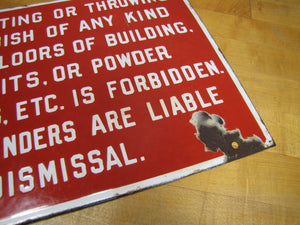 TING OR THROWING
ISH OF ANY KIND
LOORS OF BUILDING,
ITS, OR POWDER
, ETC. IS FORBIDDEN.
NDERS ARE LIABLE
DISMISSAL.